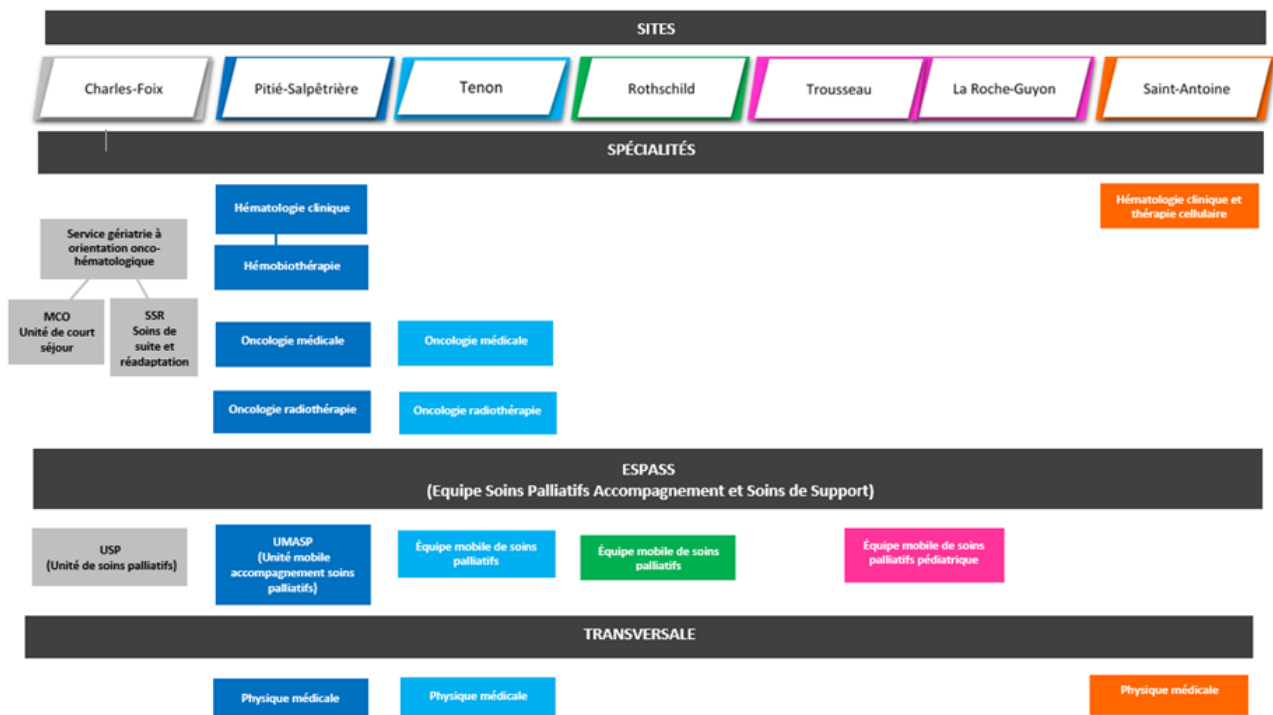 SITES
Charles-Foix
Pitié-Salpêtrière
Tenon
Rothschild
Trousseau
La Roche-Guyon
Saint-Antoine
SPÉCIALITÉS
Service gériatrie à
orientation onco-
hématologique
MCO
Unité de court
séjour
SSR
Soins de
suite et
réadaptation
Hématologie clinique
Hémobiothérapie
Oncologie médicale
Oncologie radiothérapie
Oncologie médicale
Oncologie radiothérapie
Hématologie clinique et
thérapie cellulaire
ESPASS
(Equipe Soins Palliatifs Accompagnement et Soins de Support)
USP
(Unité de soins palliatifs)
UMASP
(Unité mobile
accompagnement soins
palliatifs)
Équipe mobile de soins
palliatifs
Équipe mobile de soins
palliatifs
Équipe mobile de soins
palliatifs pédiatrique
TRANSVERSALE
Physique médicale
Physique médicale
Physique médicale